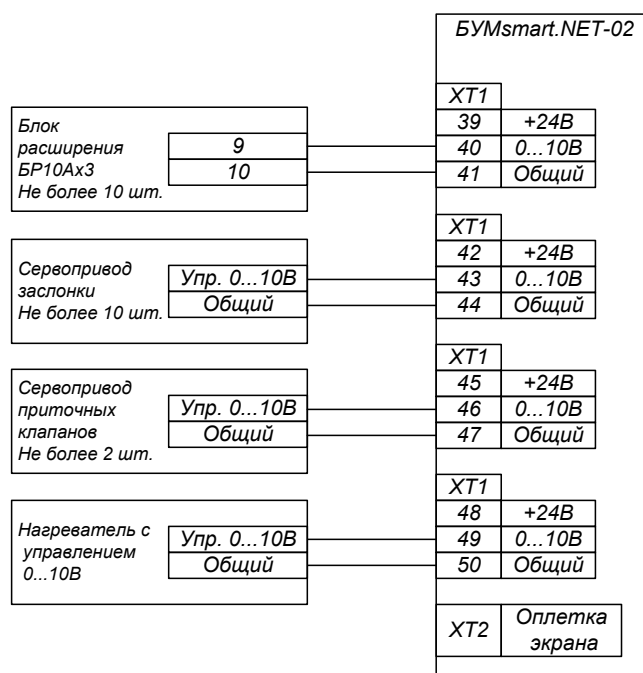 БУМsmart.NET-02
XT1
39 +24В
40 0...10В
41 Общий
Блок
расширения
БР10Ах3
Не более 10 шт.
9
10
XT1
42 +24В
43 0...10В
44 Общий
Сервопривод
заслонки
Не более 10 шт.
Упр. 0...10В
Общий
XT1
45 +24В
46 0...10В
47 Общий
Сервопривод
приточных
клапанов
Не более 2 шт.
Упр. 0...10В
Общий
XT1
48 +24В
49 0...10В
50 Общий
Нагреватель с
управлением
0...10В
Упр. 0...10В
Общий
XT2
Оплетка
экрана